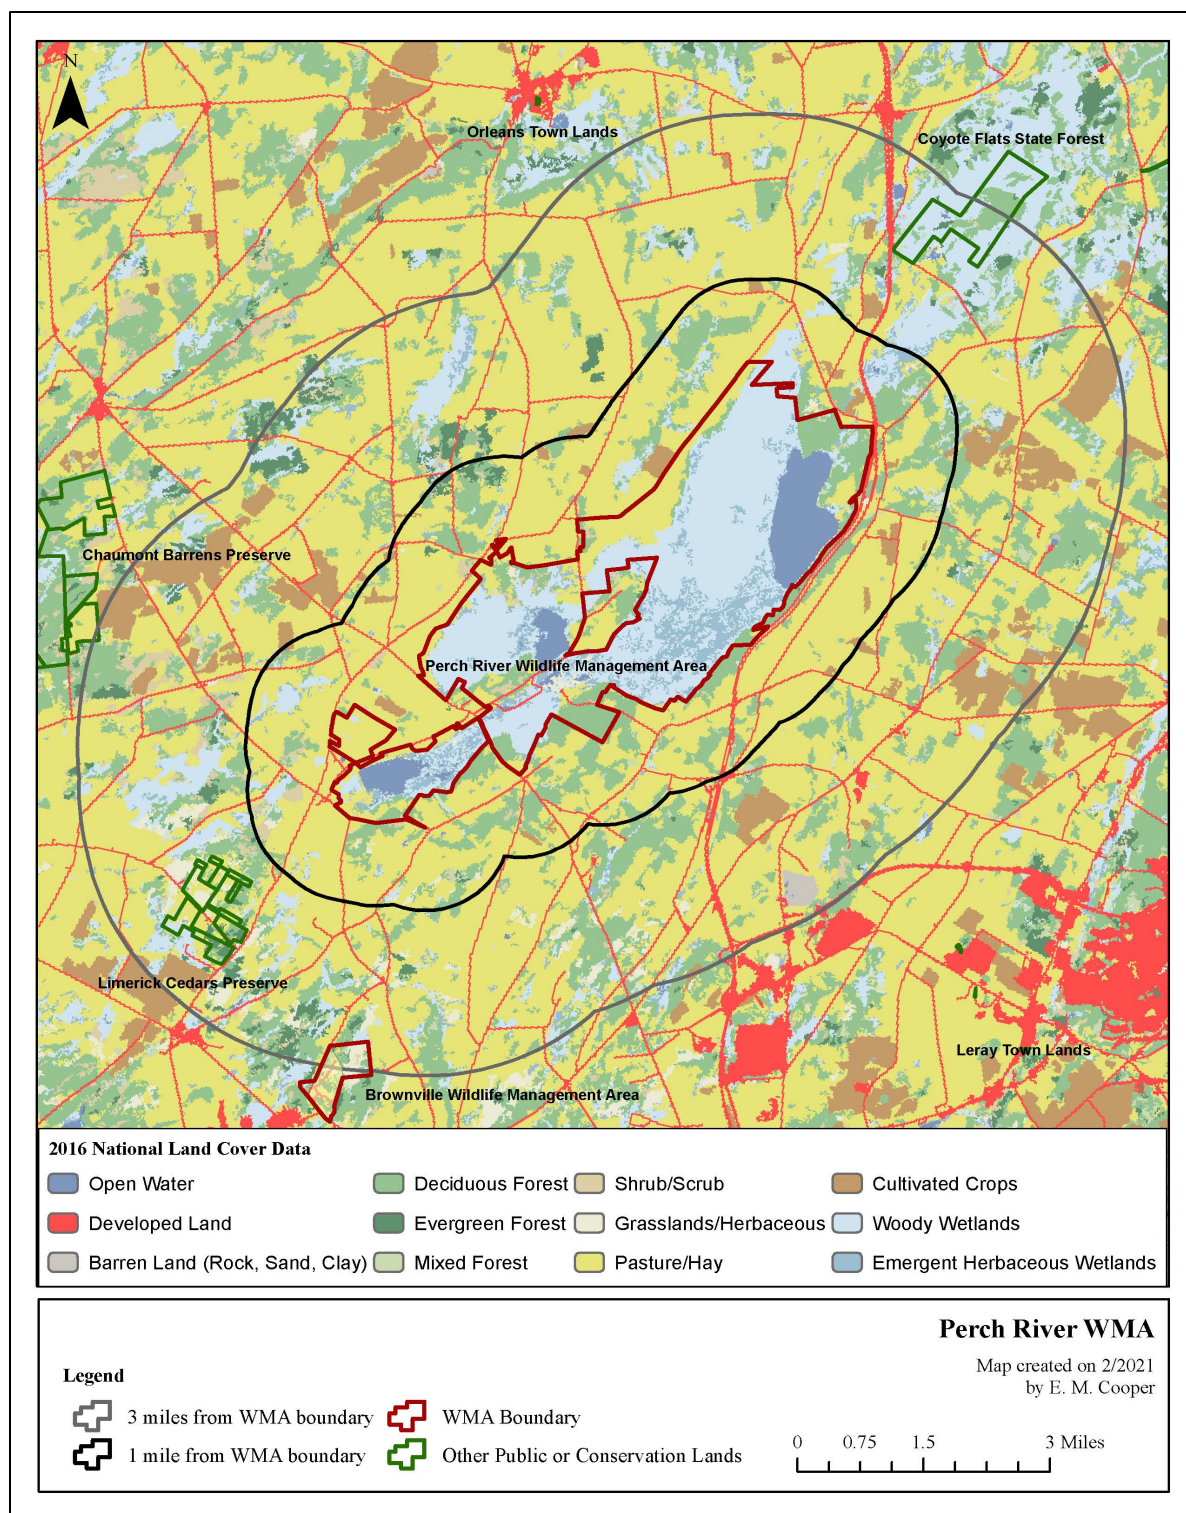 N
Orleans Town Lands
Coyote Flats State Forest
Chaumont Barrens Preserve
Perch River Wildlife Management Area
Limerick Cedars Preserve
Leray Town Lands
Brownville Wildlife Management Area
2016 National Land Cover Data
Open Water
Deciduous Forest
Shrub/Scrub
Cultivated Crops
Developed Land
Evergreen Forest
Grasslands/Herbaceous
Woody Wetlands
Barren Land (Rock, Sand, Clay)
Mixed Forest
Pasture/Hay
Emergent Herbaceous Wetlands
Perch River WMA
Map created on 2/2021
by E. M. Cooper
Legend
3 miles from WMA boundary
WMA Boundary
1 mile from WMA boundary
Other Public or Conservation Lands
0 0.75 1.5 3 Miles